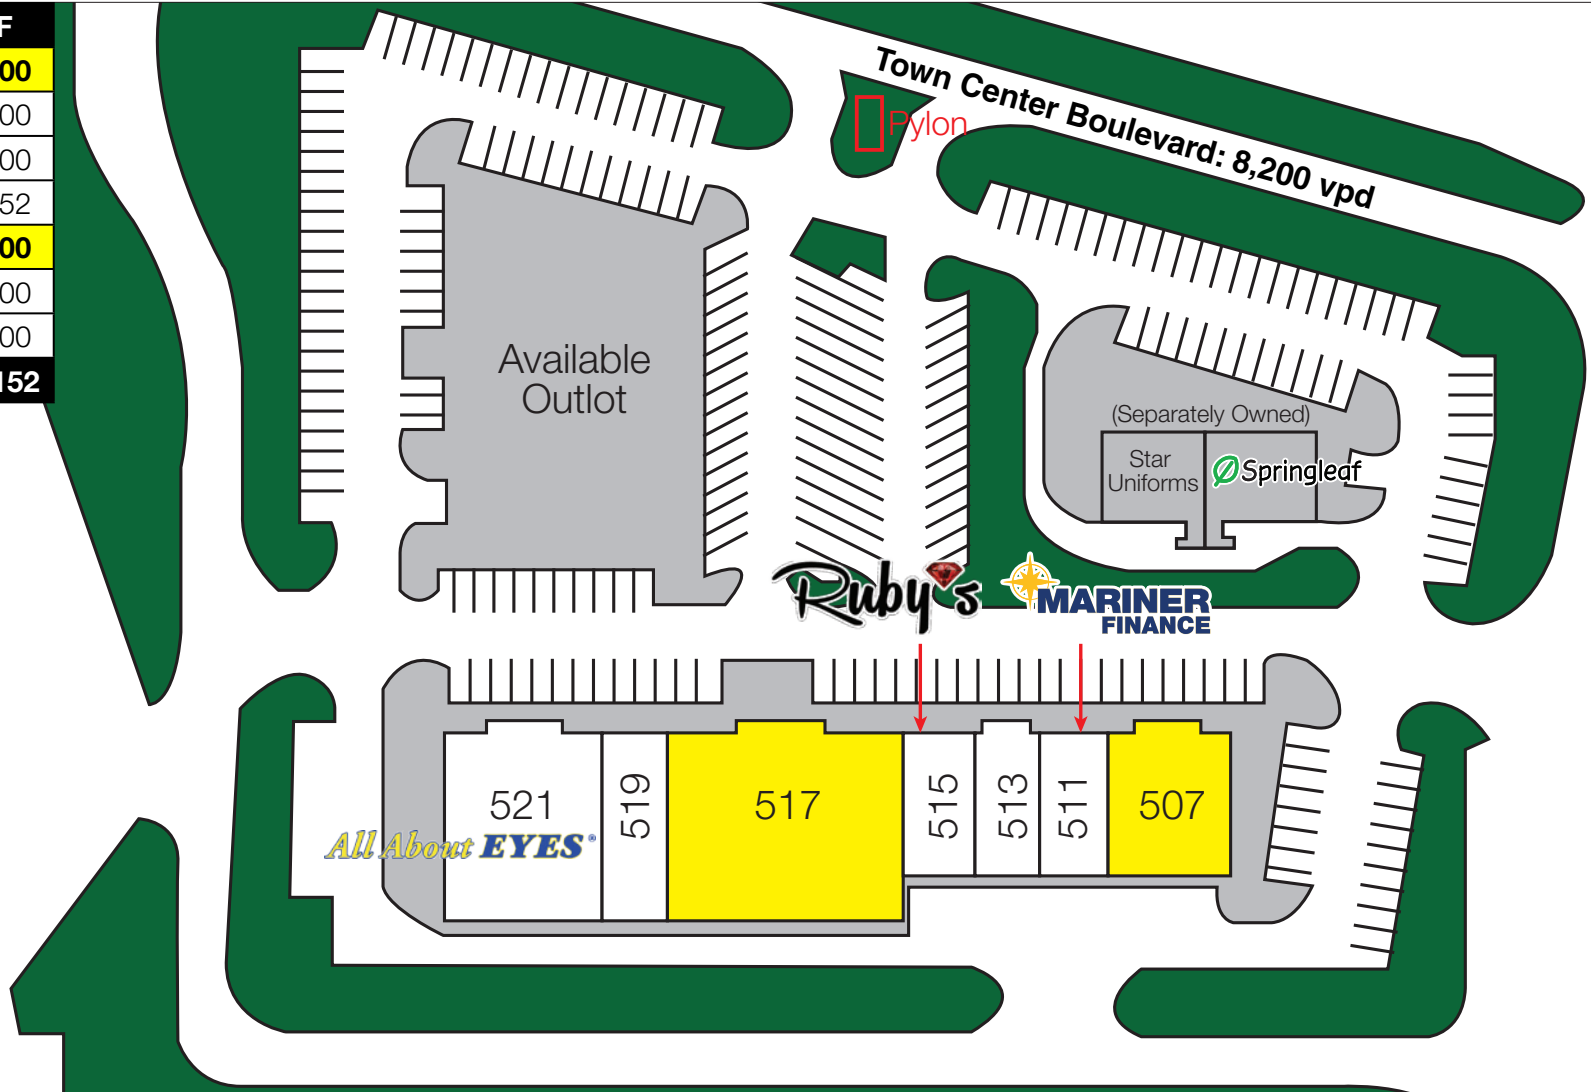 F
00
00
00
52
00
00
00
152
Town Center Boulevard: 8,200 vpd
Pylon
Available
Outlot
(Separately Owned)
Star
Uniforms
Springleaf
Ruby's
MARINER
FINANCE
521
519
517
515
513
511
507
All About EYES®